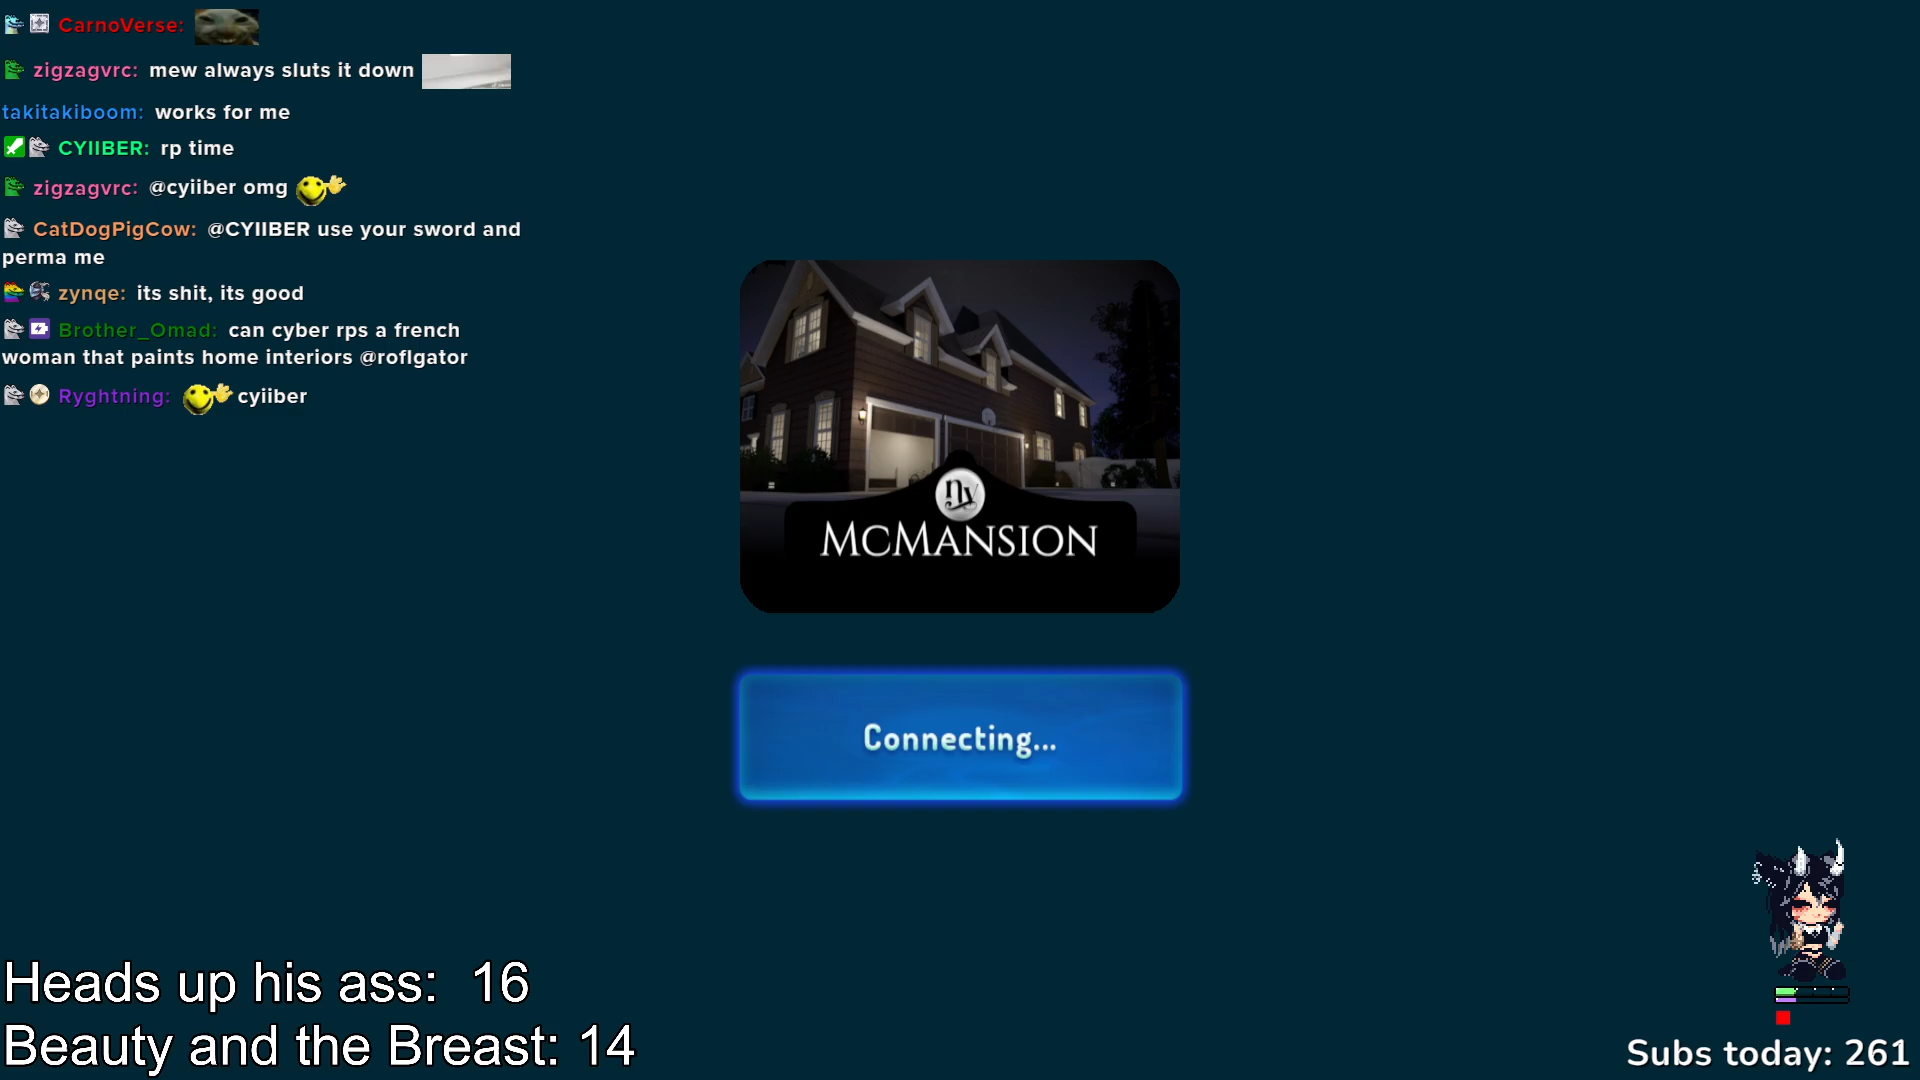 CarnoVerse:
zigzagvrc: mew always sluts it down
takitakiboom: works for me
CYIIBER: rp time
zigzagvrc: @cyiiber omg
CatDogPigCow: @CYIIBER use your sword and
perma me
zynqe: its shit, its good
Brother_Omad: can cyber rps a french
woman that paints home interiors @roflgator
Ryghtning: cyiiber
McMansion
Connecting...
Heads up his ass: 16
Beauty and the Breast: 14
Subs today: 261